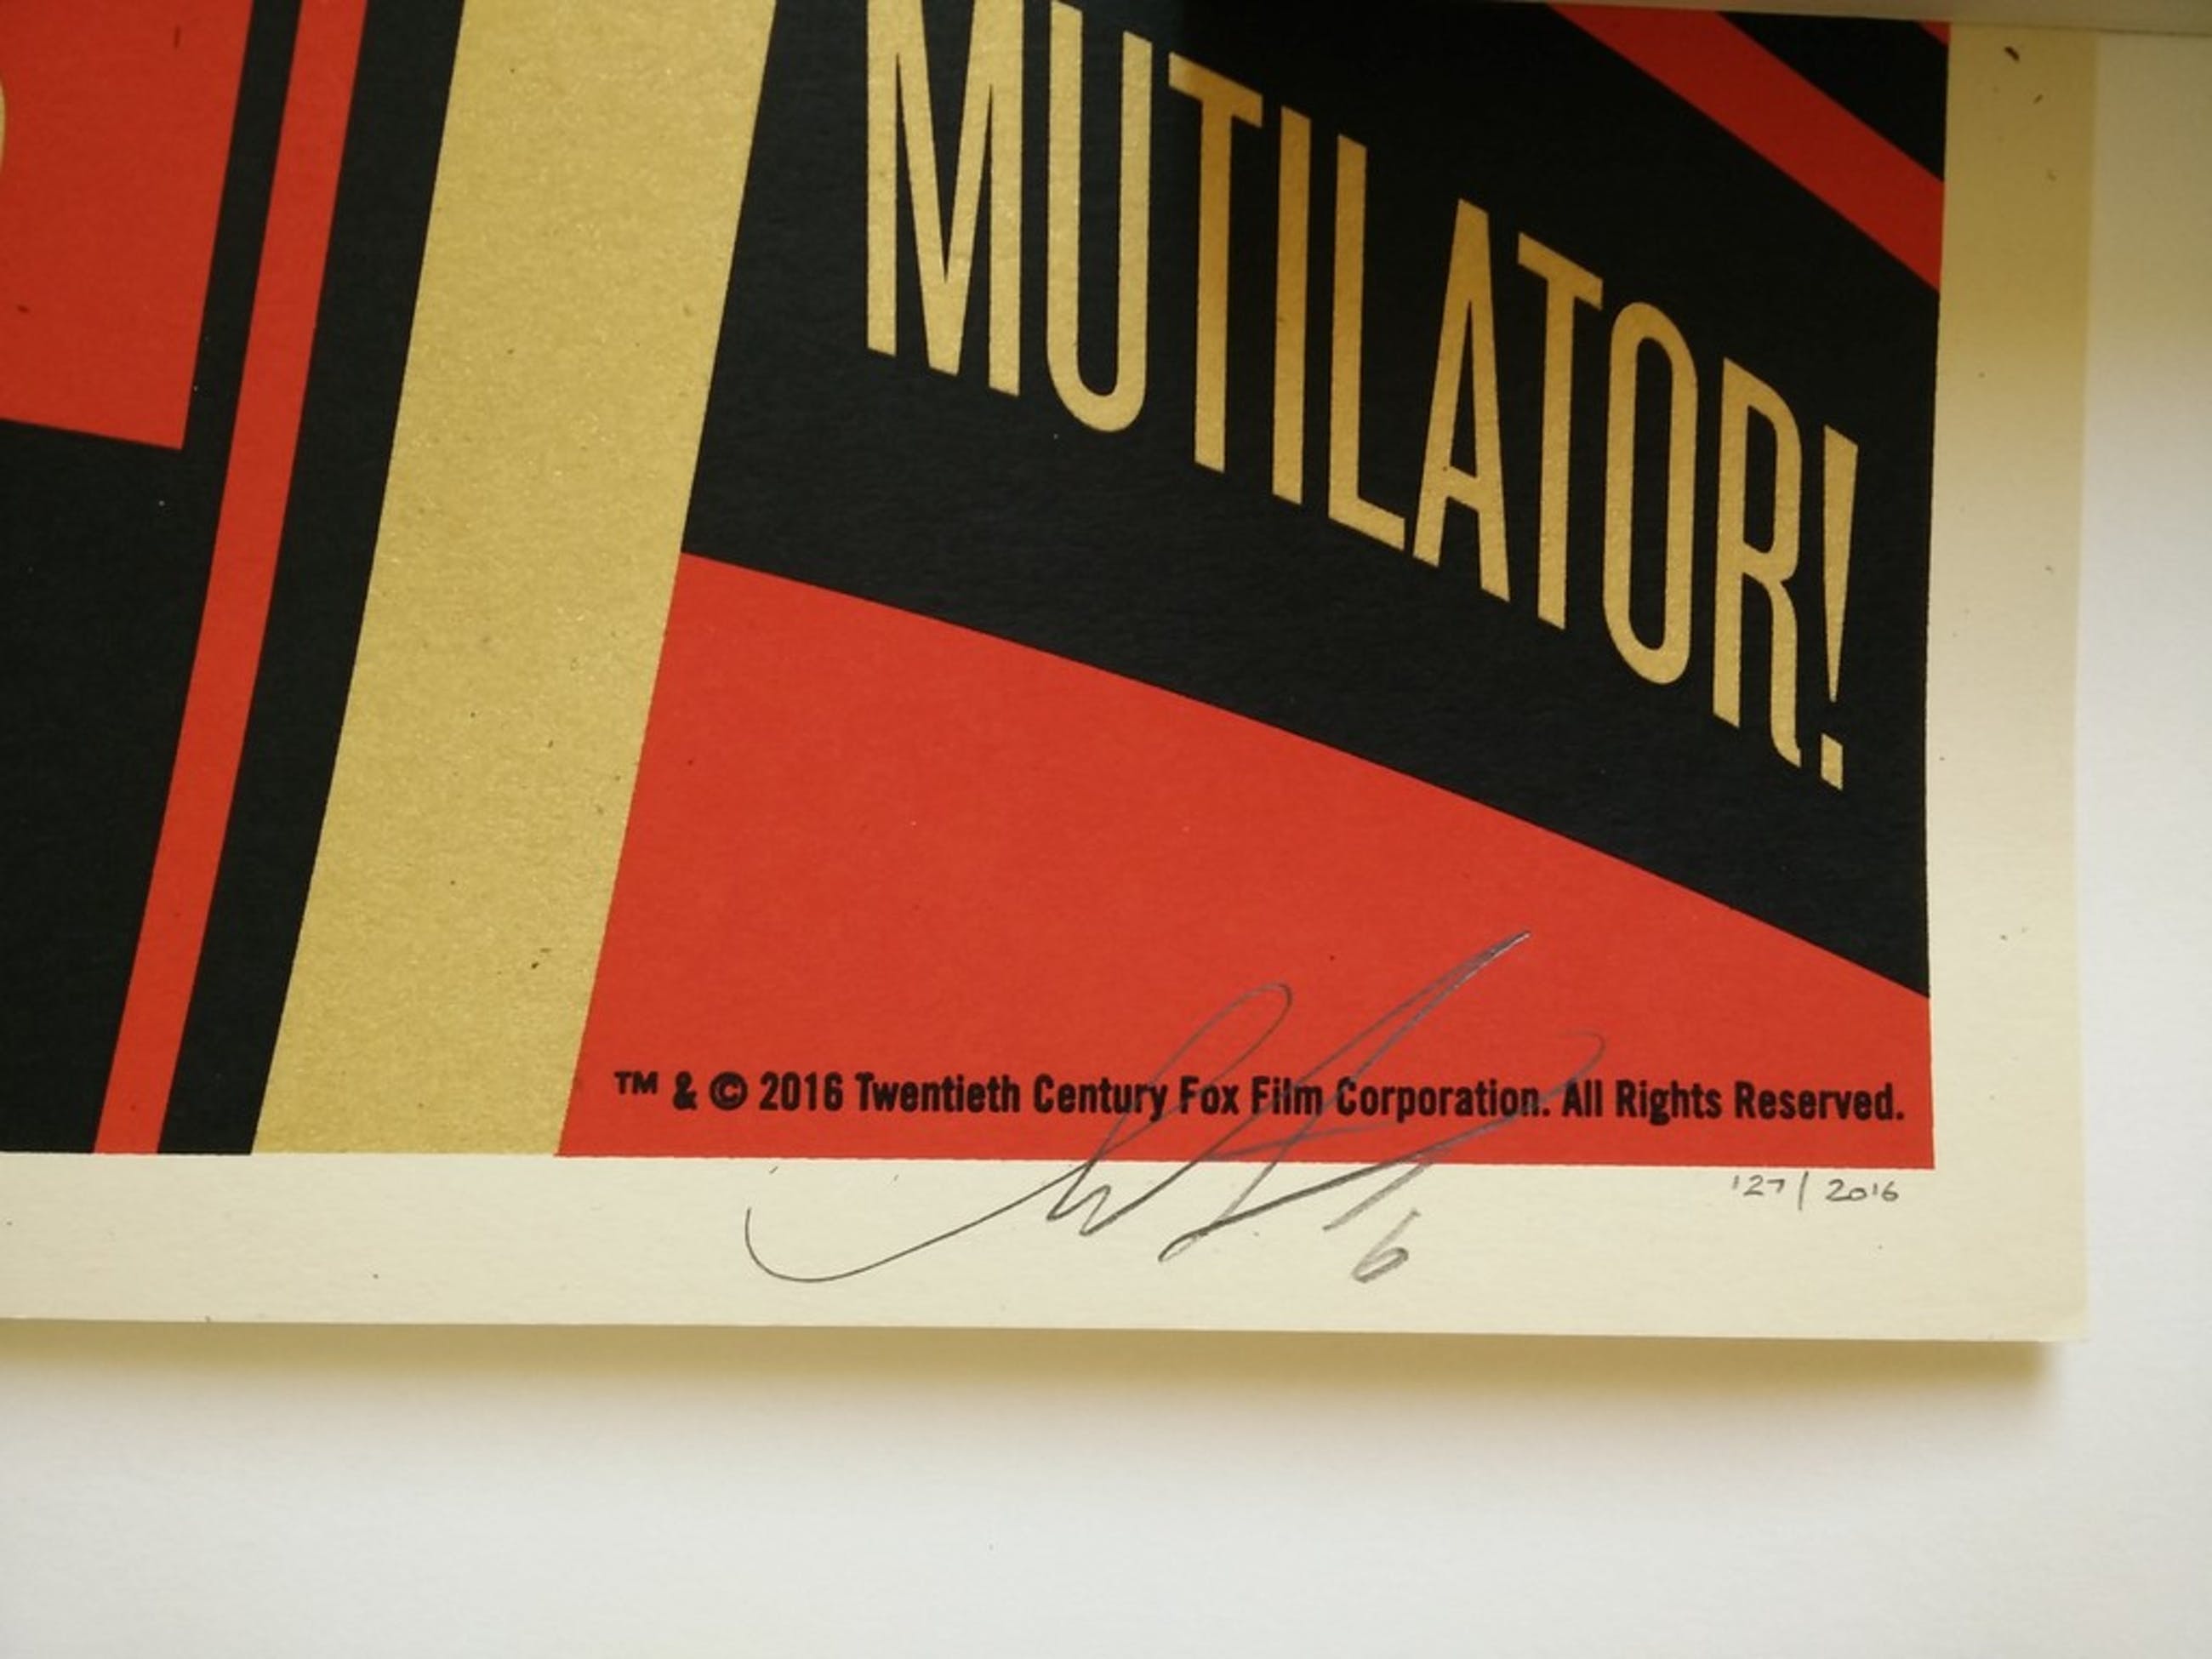 MUTILATOR!
™ & © 2016 Twentieth Century Fox Film Corporation. All Rights Reserved.
127/2016